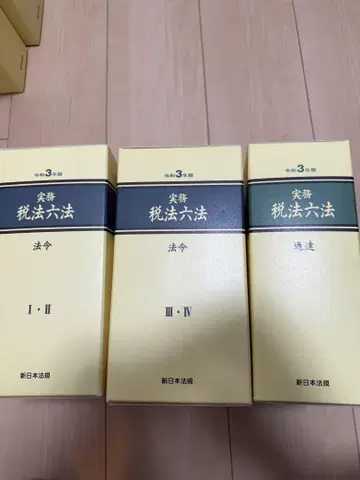 令和3年版
実務
税法六法
法令
I・II
新日本法規
令和3年版
実務
税法六法
法令
III・IV
新日本法規
令和3年版
実務
税法六法
通達
新日本法規